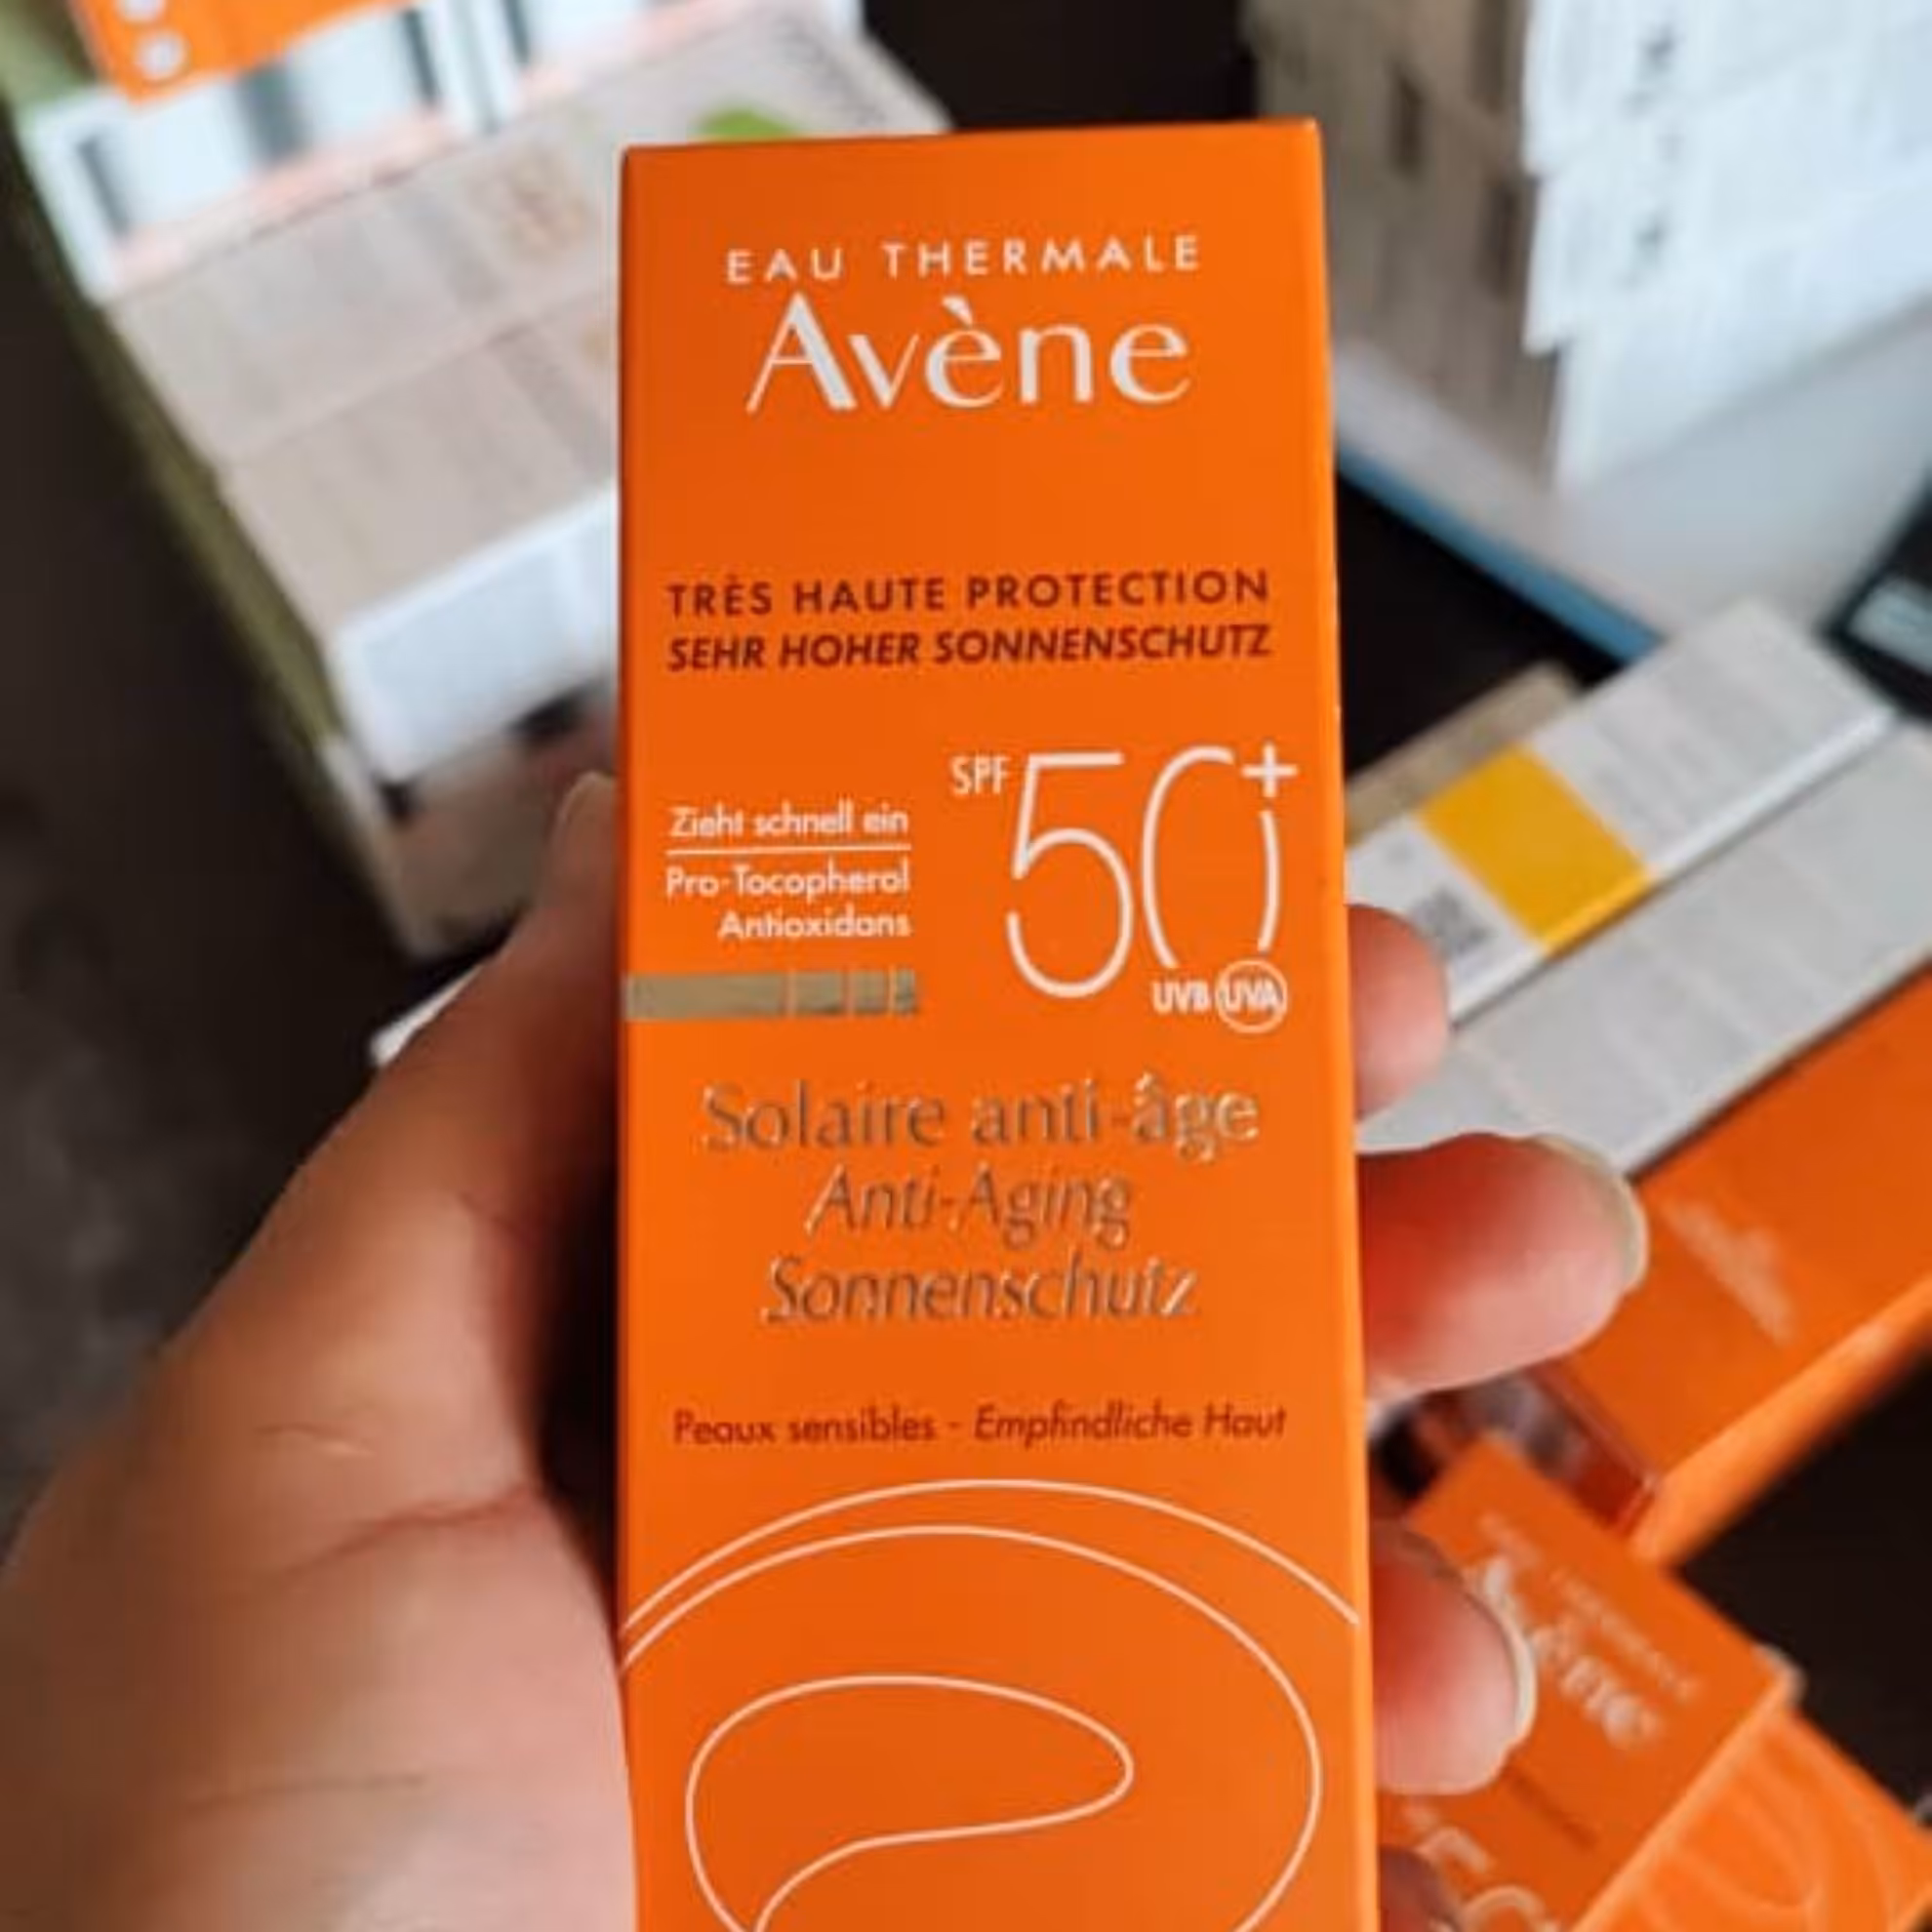 EAU THERMALE
Avène
TRÈS HAUTE PROTECTION
SEHR HOHER SONNENSCHUTZ
SPF 50+
Zieht schnell ein
Pro-Tocopherol
Antioxidans
UVB UVA
Solaire anti-âge
Anti-Aging
Sonnenschutz
Peaux sensibles - Empfindliche Haut
Avène